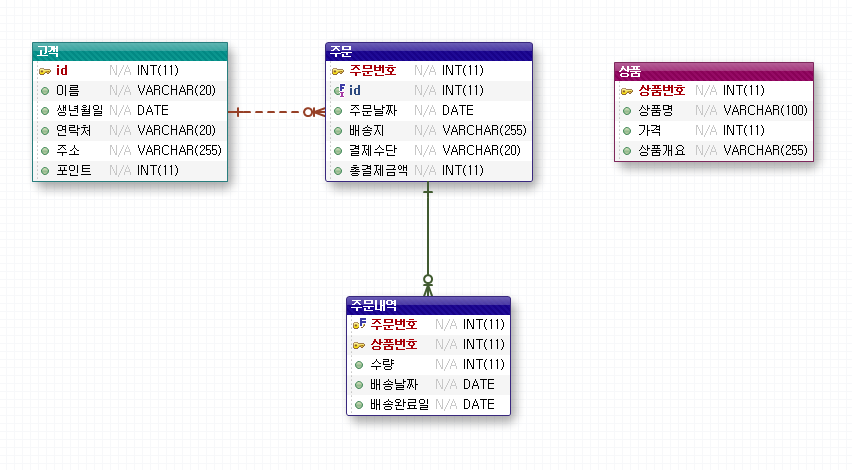 고객
id N/A INT(11)
이름 N/A VARCHAR(20)
생년월일 N/A DATE
연락처 N/A VARCHAR(20)
주소 N/A VARCHAR(255)
포인트 N/A INT(11)
주문
주문번호 N/A INT(11)
id N/A INT(11)
주문날짜 N/A DATE
배송지 N/A VARCHAR(255)
결제수단 N/A VARCHAR(20)
총결제금액 N/A INT(11)
상품
상품번호 N/A INT(11)
상품명 N/A VARCHAR(100)
가격 N/A INT(11)
상품개요 N/A VARCHAR(255)
주문내역
주문번호 N/A INT(11)
상품번호 N/A INT(11)
수량 N/A INT(11)
배송날짜 N/A DATE
배송완료일 N/A DATE